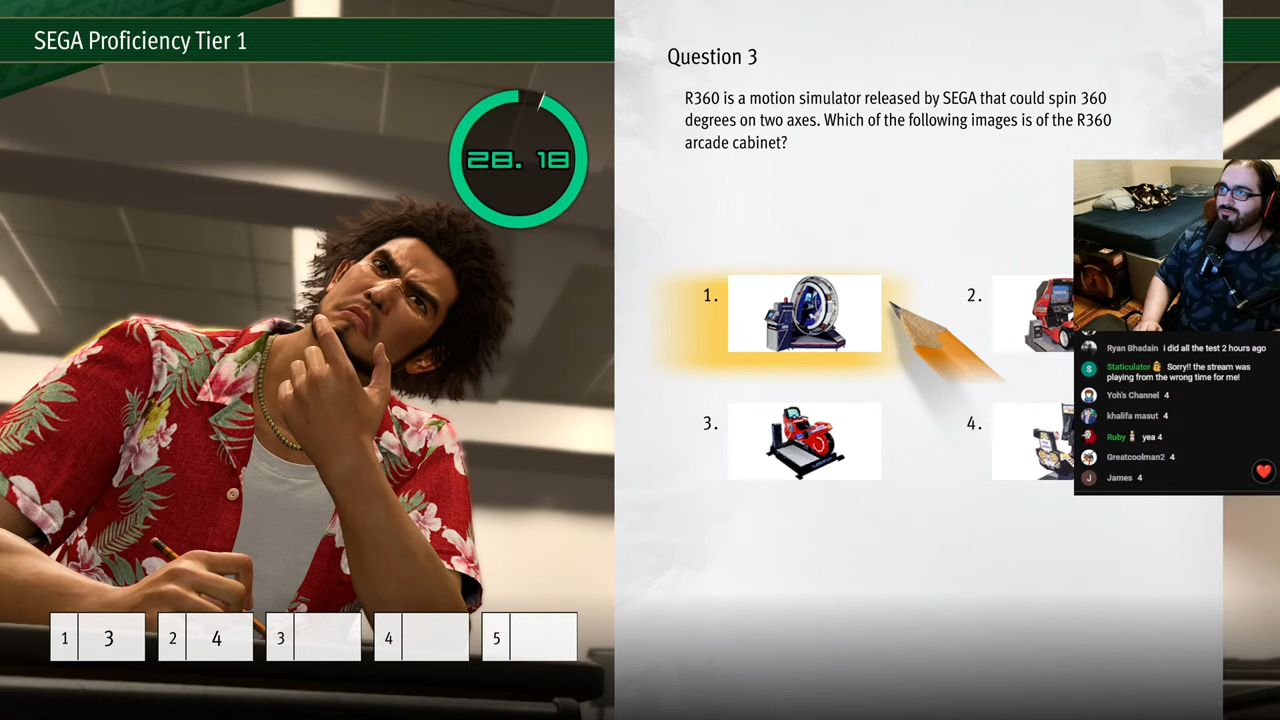 SEGA Proficiency Tier 1
28. 18
Question 3
R360 is a motion simulator released by SEGA that could spin 360
degrees on two axes. Which of the following images is of the R360
arcade cabinet?
1.
2.
3.
4.
Ryan Bhadain i did all the test 2 hours ago
Staticulator Sorry!! the stream was
playing from the wrong time for me!
Yoh's Channel 4
khalifa masut 4
Ruby yea 4
Greatcoolman2 4
J James 4
1 3
2 4
3
4
5